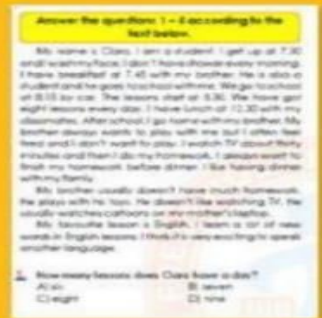 Answer the questions 1 – 4 according to the
text below.
My name is Clara. I am a student. I get up at 7.30
and I wash my face. I don't have shower every morning.
I have breakfast at 7.45 with my brother. He is also a
student and he goes to school with me. We go to school
at 8.15 by car. The lessons start at 8.30. We have got
eight lessons every day. I have lunch at 12.30 with my
classmates. After school, I go home with my brother. My
brother always wants to play with me but I often feel
tired and I don't want to play. I watch TV about thirty
minutes and then I do my homework. I always want to
finish my homework before dinner. I like having dinner
with my family.
My brother usually doesn't have much homework.
He plays with his toys. He doesn't like watching TV. He
usually watches cartoons on my mother's laptop.
My favourite lesson is English. I learn a lot of new
words in English lessons. I think it is very exciting to speak
another language.
How many lessons does Clara have a day?
A) six B) seven
C) eight D) nine